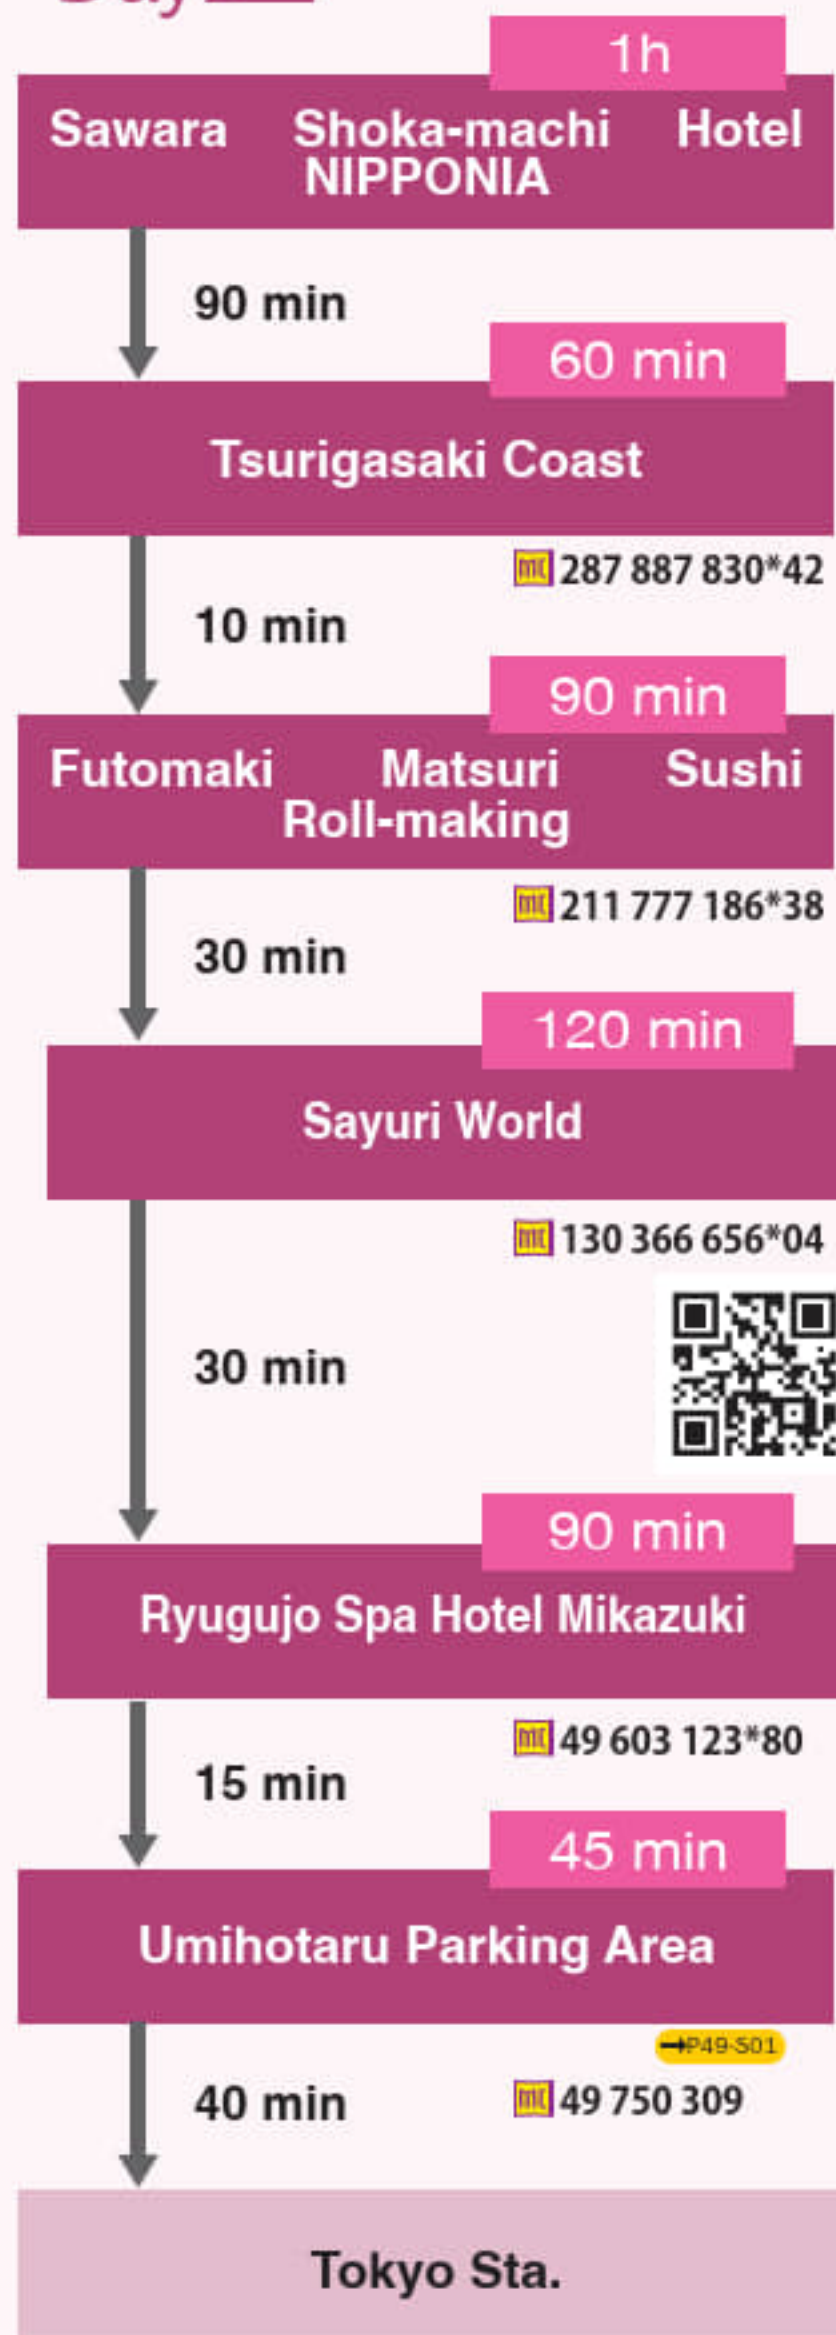 1h
Sawara Shoka-machi Hotel
NIPPONIA
90 min
60 min
Tsurigasaki Coast
287 887 830*42
10 min
90 min
Futomaki Matsuri Sushi
Roll-making
211 777 186*38
30 min
120 min
Sayuri World
130 366 656*04
30 min
90 min
Ryugujo Spa Hotel Mikazuki
49 603 123*80
15 min
45 min
Umihotaru Parking Area
→P49-S01
40 min
49 750 309
Tokyo Sta.